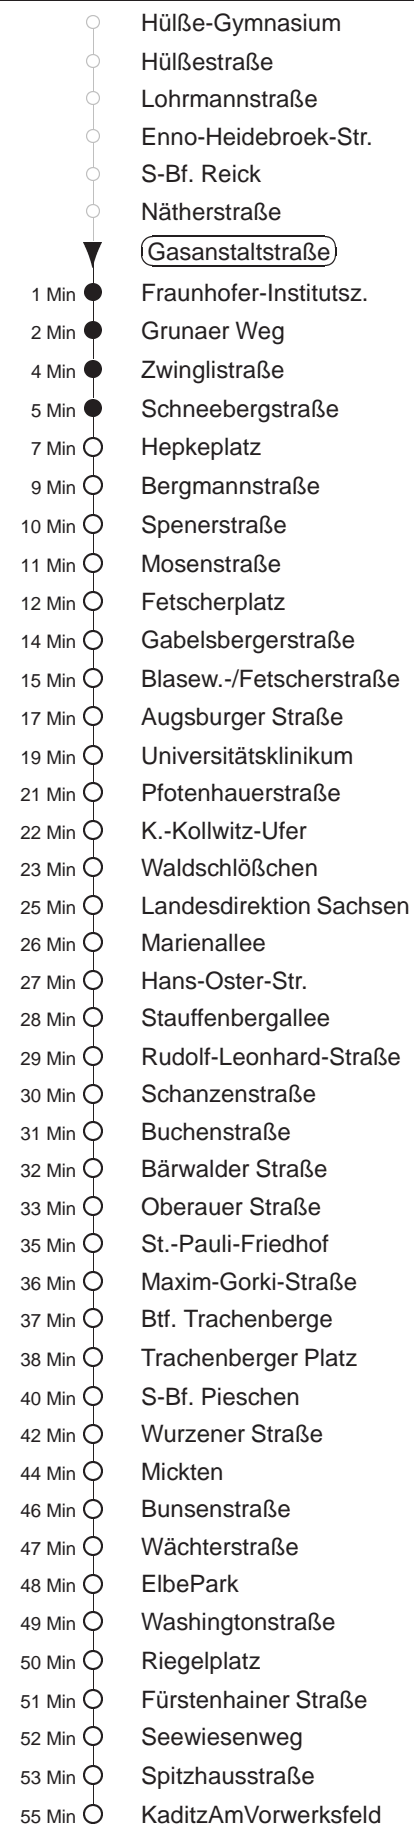 Hülße-Gymnasium
Hülßestraße
Lohrmannstraße
Enno-Heidebroek-Str.
S-Bf. Reick
Nätherstraße
Gasanstaltstraße
1 Min Fraunhofer-Institutsz.
2 Min Grunaer Weg
4 Min Zwinglistraße
5 Min Schneebergstraße
7 Min Hepkeplatz
9 Min Bergmannstraße
10 Min Spenerstraße
11 Min Mosenstraße
12 Min Fetscherplatz
14 Min Gabelsbergerstraße
15 Min Blasew.-/Fetscherstraße
17 Min Augsburger Straße
19 Min Universitätsklinikum
21 Min Pfotenhauerstraße
22 Min K.-Kollwitz-Ufer
23 Min Waldschlößchen
25 Min Landesdirektion Sachsen
26 Min Marienallee
27 Min Hans-Oster-Str.
28 Min Stauffenbergallee
29 Min Rudolf-Leonhard-Straße
30 Min Schanzenstraße
31 Min Buchenstraße
32 Min Bärwalder Straße
33 Min Oberauer Straße
35 Min St.-Pauli-Friedhof
36 Min Maxim-Gorki-Straße
37 Min Btf. Trachenberge
38 Min Trachenberger Platz
40 Min S-Bf. Pieschen
42 Min Wurzener Straße
44 Min Mickten
46 Min Bunsenstraße
47 Min Wächterstraße
48 Min ElbePark
49 Min Washingtonstraße
50 Min Riegelplatz
51 Min Fürstenhainer Straße
52 Min Seewiesenweg
53 Min Spitzhausstraße
55 Min KaditzAmVorwerksfeld